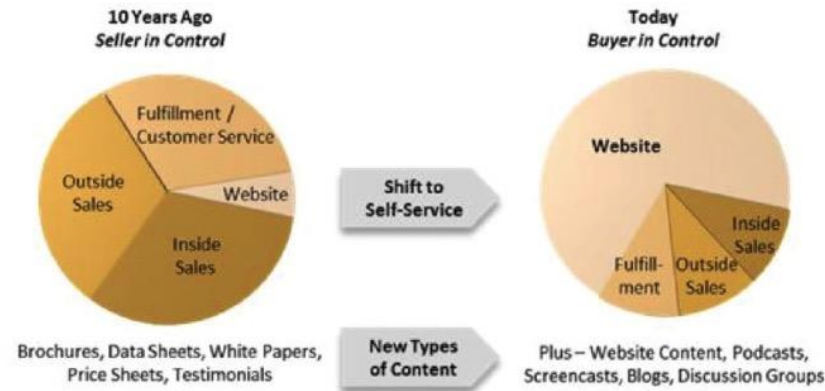 10 Years Ago
Seller in Control
Today
Buyer in Control
Fulfillment /
Customer Service
Outside
Sales
Website
Inside
Sales
Shift to
Self-Service
Website
Inside
Sales
Fulfill-
ment
Outside
Sales
Brochures, Data Sheets, White Papers,
Price Sheets, Testimonials
New Types
of Content
Plus – Website Content, Podcasts,
Screencasts, Blogs, Discussion Groups